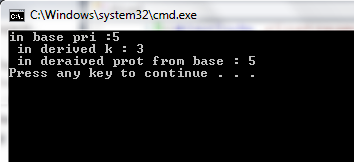 C:\Windows\system32\cmd.exe
in base pri :5
in derived k : 3
in deraived prot from base : 5
Press any key to continue . . .